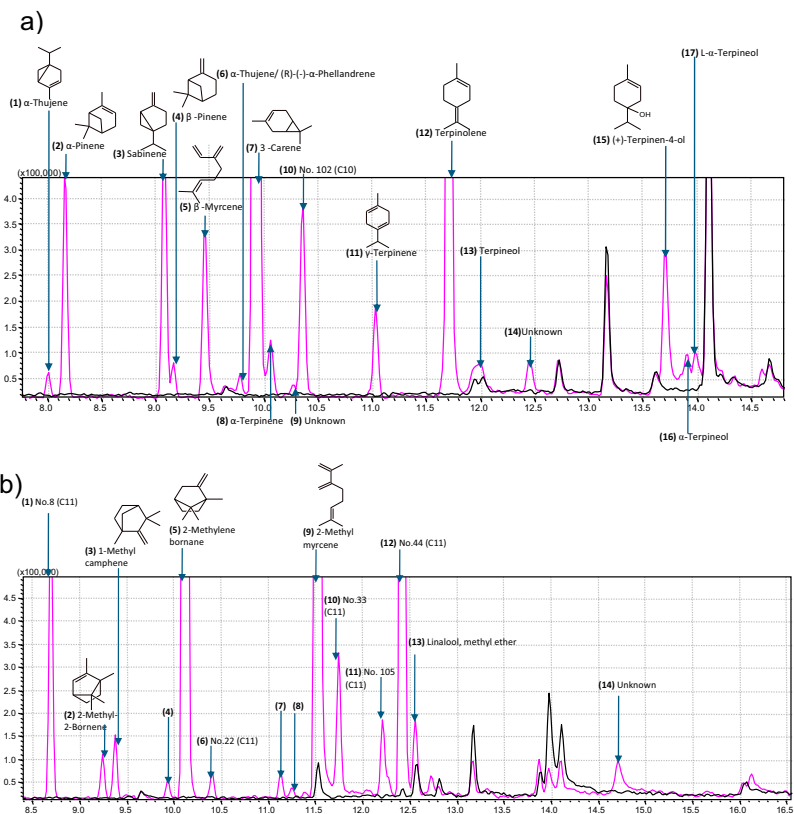 a)
(17) L-α-Terpineol
(6) α-Thujene/ (R)-(-)-α-Phellandrene
(1) α-Thujene
(2) α-Pinene
(3) Sabinene
(4) β -Pinene
(7) 3 -Carene
(12) Terpinolene
OH
(15) (+)-Terpinen-4-ol
(10) No. 102 (C10)
(5) β -Myrcene
(11) γ-Terpinene
(13) Terpineol
(14)Unknown
(x100,000)
4.0
3.5
3.0
2.5
2.0
1.5
1.0
0.5
8.0 8.5 9.0 9.5 10.0 10.5 11.0 11.5 12.0 12.5 13.0 13.5 14.0 14.5
(8) α-Terpinene (9) Unknown
(16) α-Terpineol
b)
(1) No.8 (C11)
(3) 1-Methyl
camphene
(5) 2-Methylene
bornane
(9) 2-Methyl
myrcene
(12) No.44 (C11)
(x100,000)
(10) No.33
(C11)
(13) Linalool, methyl ether
(11) No. 105
(C11)
(14) Unknown
(2) 2-Methyl-
2-Bornene
(4)
(6) No.22 (C11)
(7)
(8)
4.5
4.0
3.5
3.0
2.5
2.0
1.5
1.0
0.5
8.5 9.0 9.5 10.0 10.5 11.0 11.5 12.0 12.5 13.0 13.5 14.0 14.5 15.0 15.5 16.0 16.5